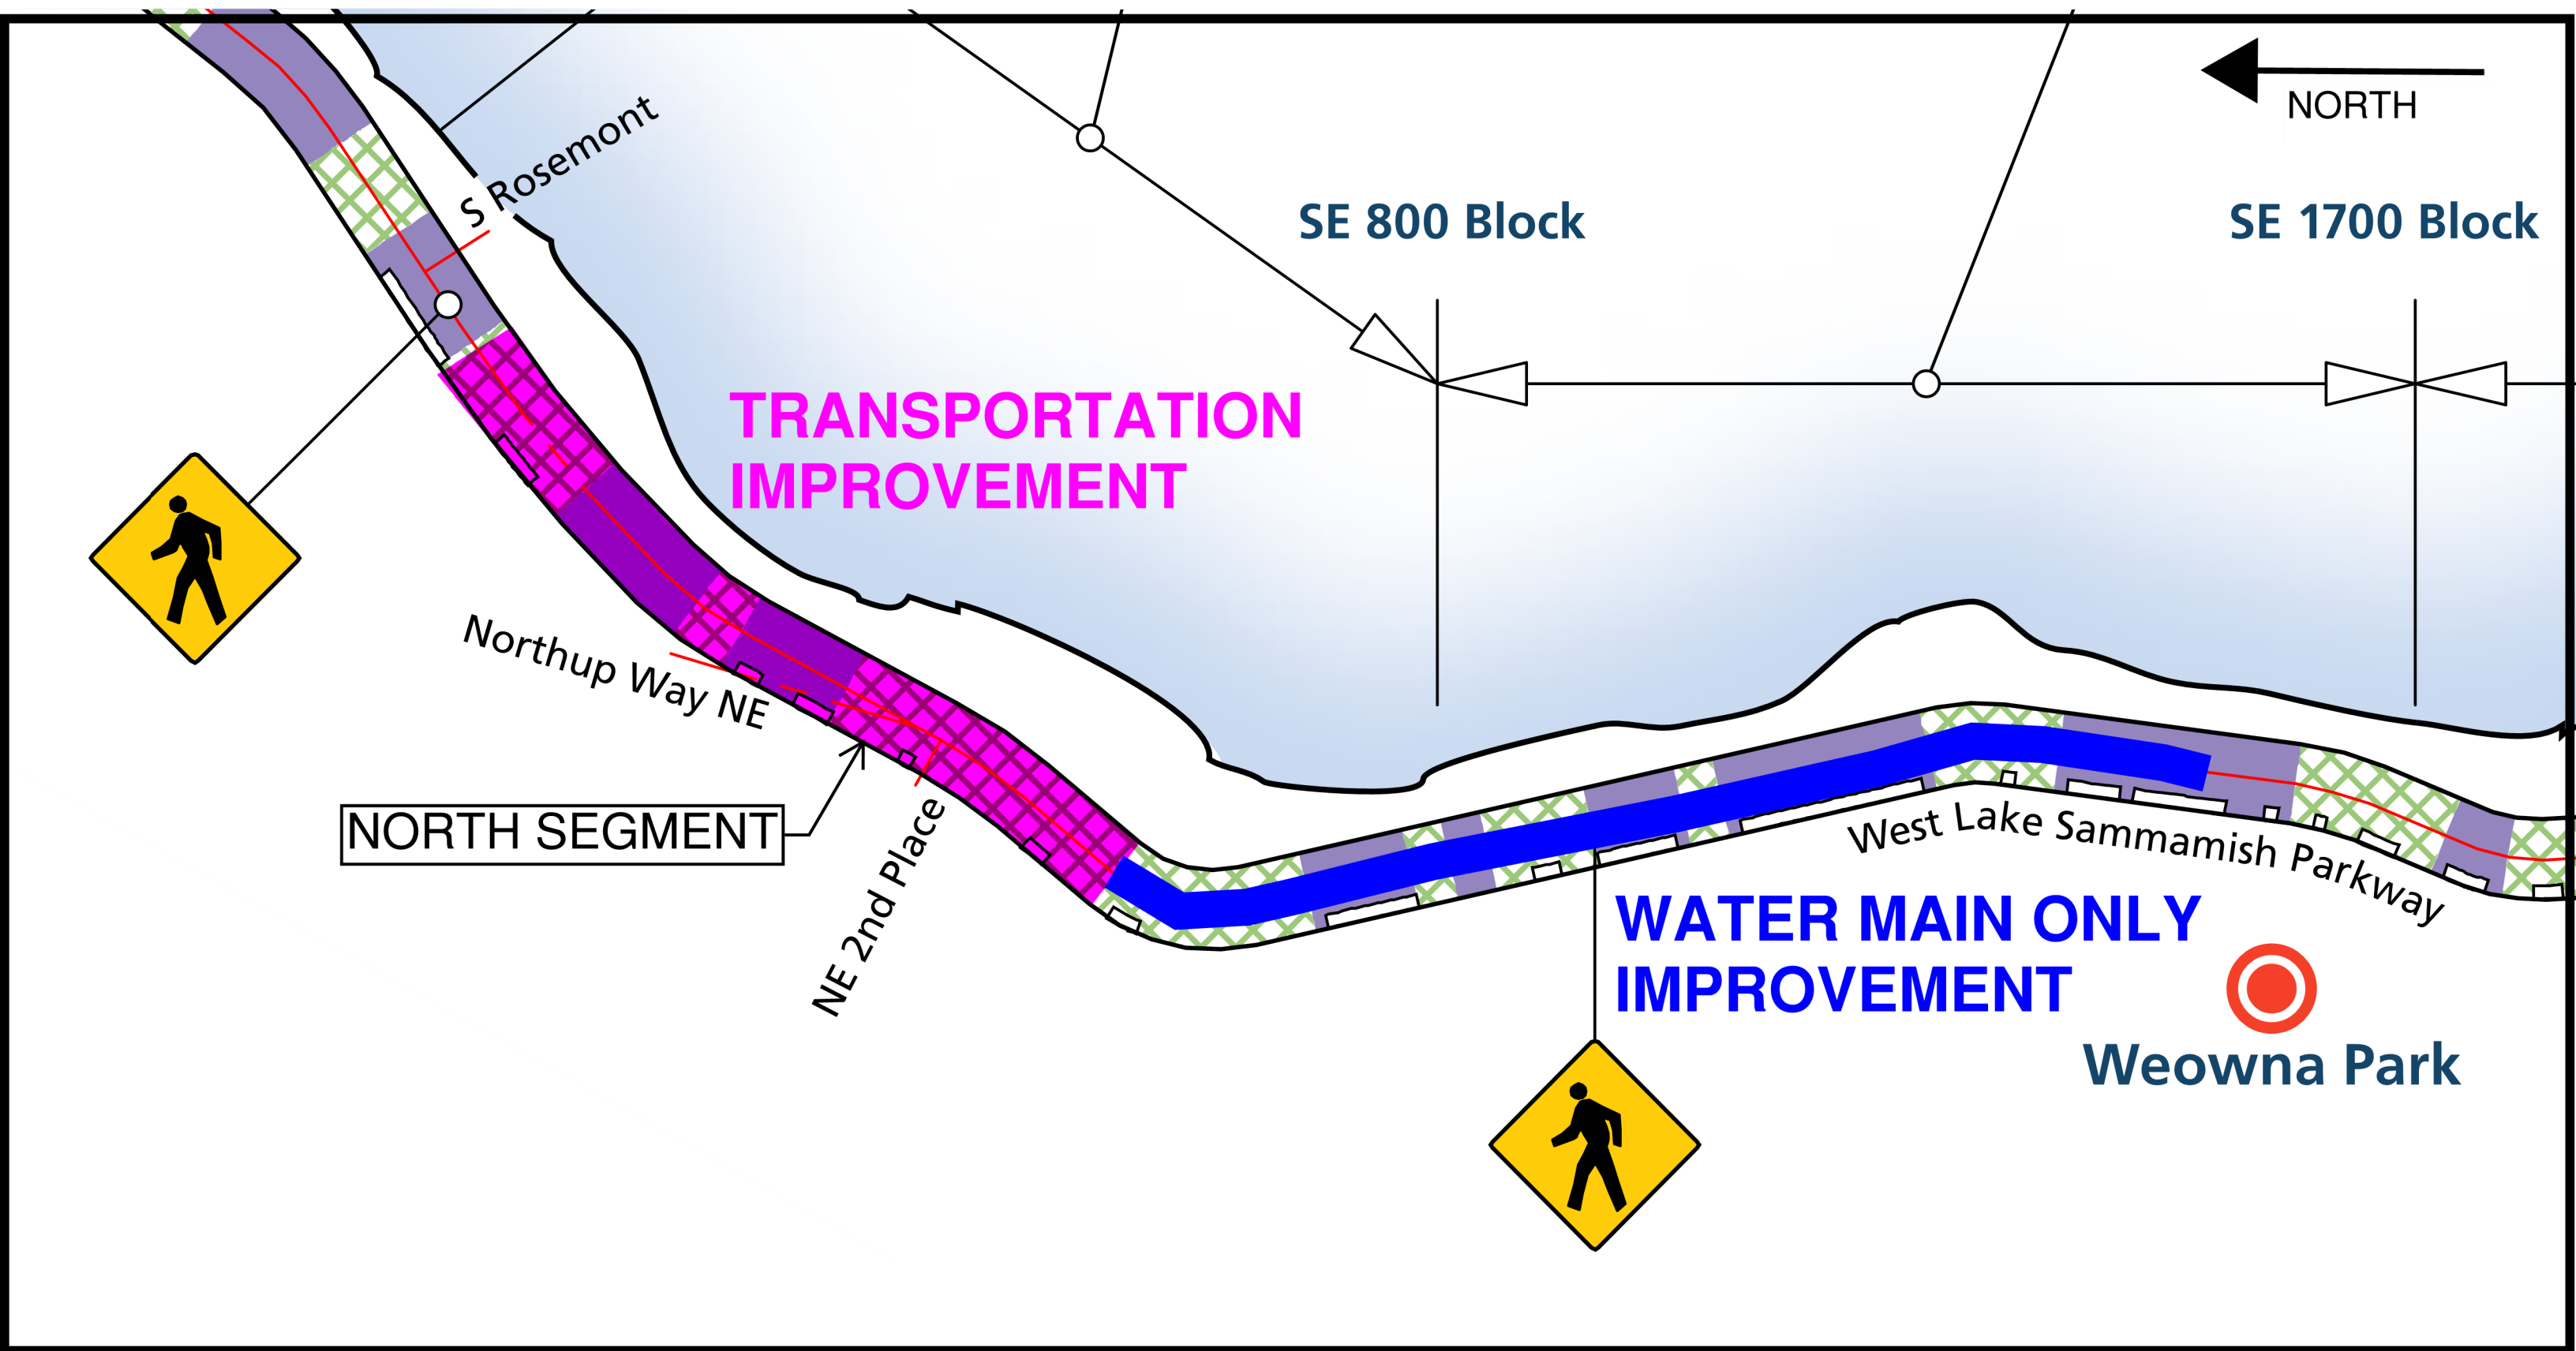 NORTH
S Rosemont
SE 800 Block
SE 1700 Block
TRANSPORTATION
IMPROVEMENT
Northup Way NE
NORTH SEGMENT
NE 2nd Place
West Lake Sammamish Parkway
WATER MAIN ONLY
IMPROVEMENT
Weowna Park